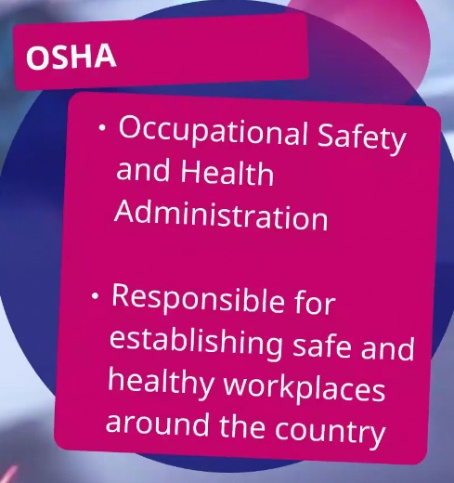 OSHA
• Occupational Safety
and Health
Administration
• Responsible for
establishing safe and
healthy workplaces
around the country